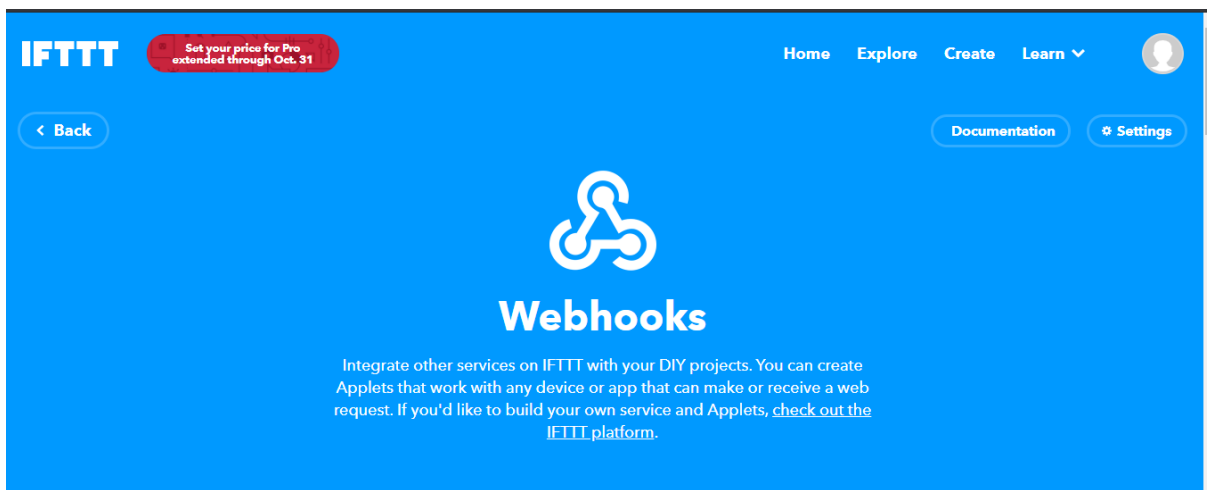 IFTTT
Set your price for Pro
extended through Oct. 31
Home Explore Create Learn
Back
Documentation Settings
Webhooks
Integrate other services on IFTTT with your DIY projects. You can create
Applets that work with any device or app that can make or receive a web
request. If you'd like to build your own service and Applets, check out the
IFTTT platform.